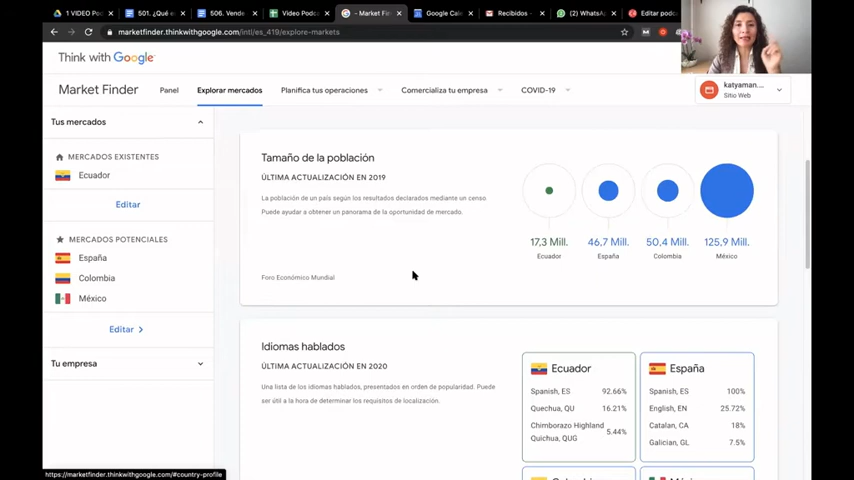 1 VIDEO POD
501. ¿Qué e
506. Vende
Video Podca
- Market Fin
Google Cale
Recibidos -
(2) WhatsA
Editar podc
marketfinder.thinkwithgoogle.com/intl/es_419/explore-markets
Think with Google
Market Finder
Panel
Explorar mercados
Planifica tus operaciones
Comercializa tu empresa
COVID-19
katyaman....
Sitio Web
Tus mercados
MERCADOS EXISTENTES
Ecuador
Editar
MERCADOS POTENCIALES
España
Colombia
México
Editar
Tu empresa
Tamaño de la población
ÚLTIMA ACTUALIZACIÓN EN 2019
La población de un país según los resultados declarados mediante un censo
Puede ayudar a obtener un panorama de la oportunidad de mercado.
Foro Económico Mundial
17,3 Mill. 46,7 Mill. 50,4 Mill. 125,9 Mill.
Ecuador España Colombia México
Idiomas hablados
ÚLTIMA ACTUALIZACIÓN EN 2020
Una lista de los idiomas hablados, presentados en orden de popularidad. Puede
ser útil a la hora de determinar los requisitos de localización.
Ecuador
Spanish, ES 92.66%
Quechua, QU 16.21%
Chimborazo Highland
Quichua, QUG 5.44%
España
Spanish, ES 100%
English, EN 25.72%
Catalan, CA 18%
Galician, GL 7.5%
https://marketfinder.thinkwithgoogle.com/#country-profile